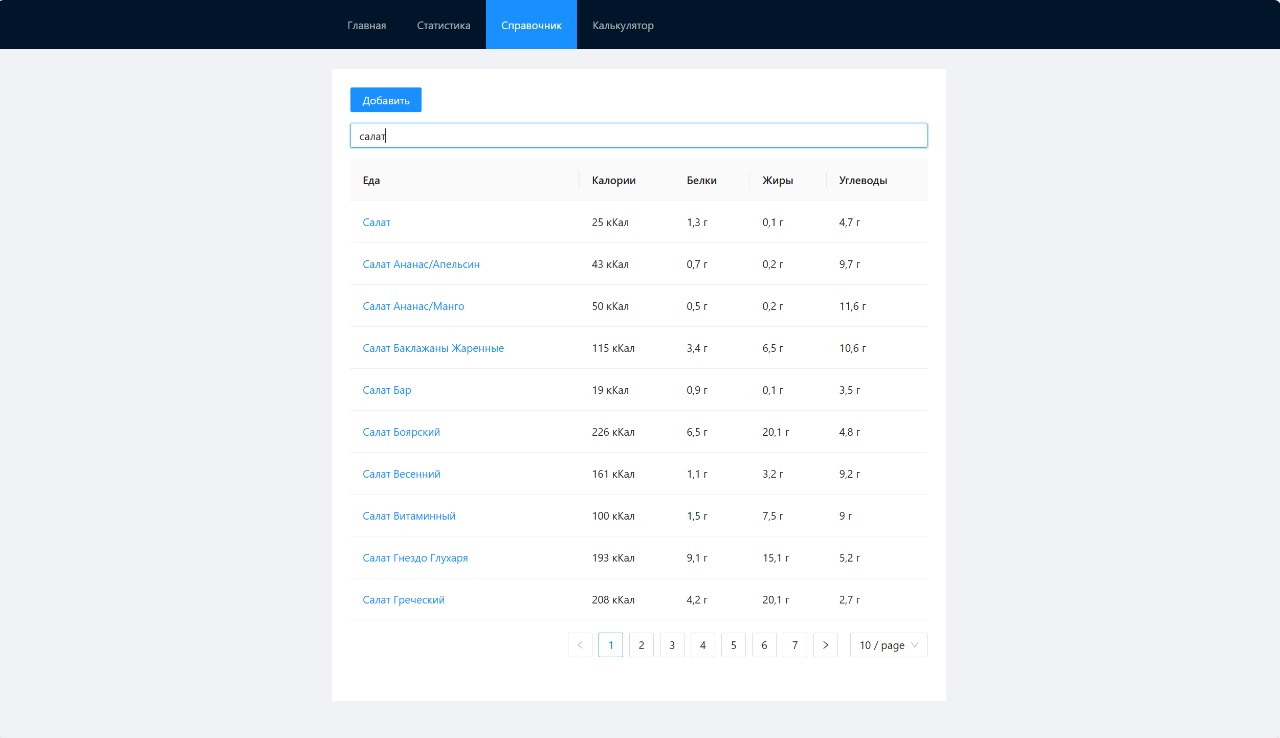 Главная Статистика Справочник Калькулятор
Добавить
салат
Еда Калории Белки Жиры Углеводы
Салат 25 кКал 1,3 г 0,1 г 4,7 г
Салат Ананас/Апельсин 43 кКал 0,7 г 0,2 г 9,7 г
Салат Ананас/Манго 50 кКал 0,5 г 0,2 г 11,6 г
Салат Баклажаны Жаренные 115 кКал 3,4 г 6,5 г 10,6 г
Салат Бар 19 кКал 0,9 г 0,1 г 3,5 г
Салат Боярский 226 кКал 6,5 г 20,1 г 4,8 г
Салат Весенний 161 кКал 1,1 г 3,2 г 9,2 г
Салат Витаминный 100 кКал 1,5 г 7,5 г 9 г
Салат Гнездо Глухаря 193 кКал 9,1 г 15,1 г 5,2 г
Салат Греческий 208 кКал 4,2 г 20,1 г 2,7 г
< 1 2 3 4 5 6 7 > 10 / page